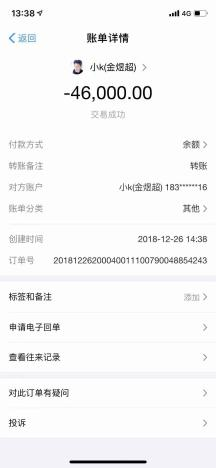 13:38 4G
返回 账单详情
小k(金煜超)
-46,000.00
交易成功
付款方式 余额
转账备注 转账
对方账户 小k(金煜超) 183******16
账单分类 其他
创建时间 2018-12-26 14:38
订单号 20181226200040011100790048854243
标签和备注 添加
申请电子回单
查看往来记录
对此订单有疑问
投诉